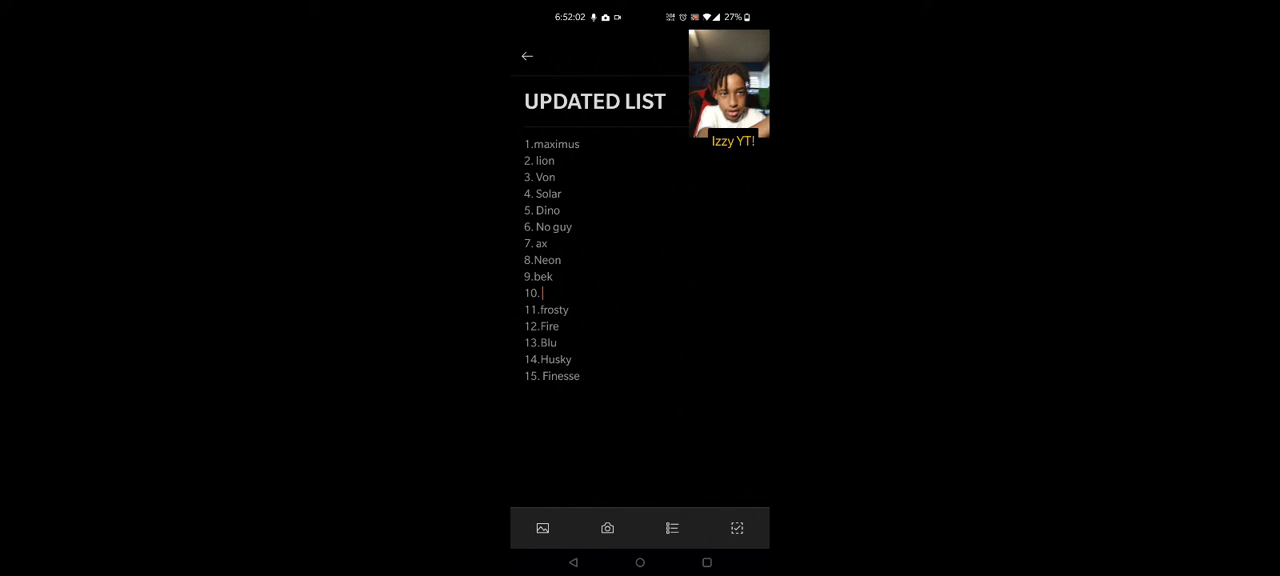 6:52:02
27%
UPDATED LIST
Izzy YT!
1.maximus
2. lion
3. Von
4. Solar
5. Dino
6. No guy
7. ax
8.Neon
9.bek
10.
11.frosty
12.Fire
13.Blu
14.Husky
15. Finesse